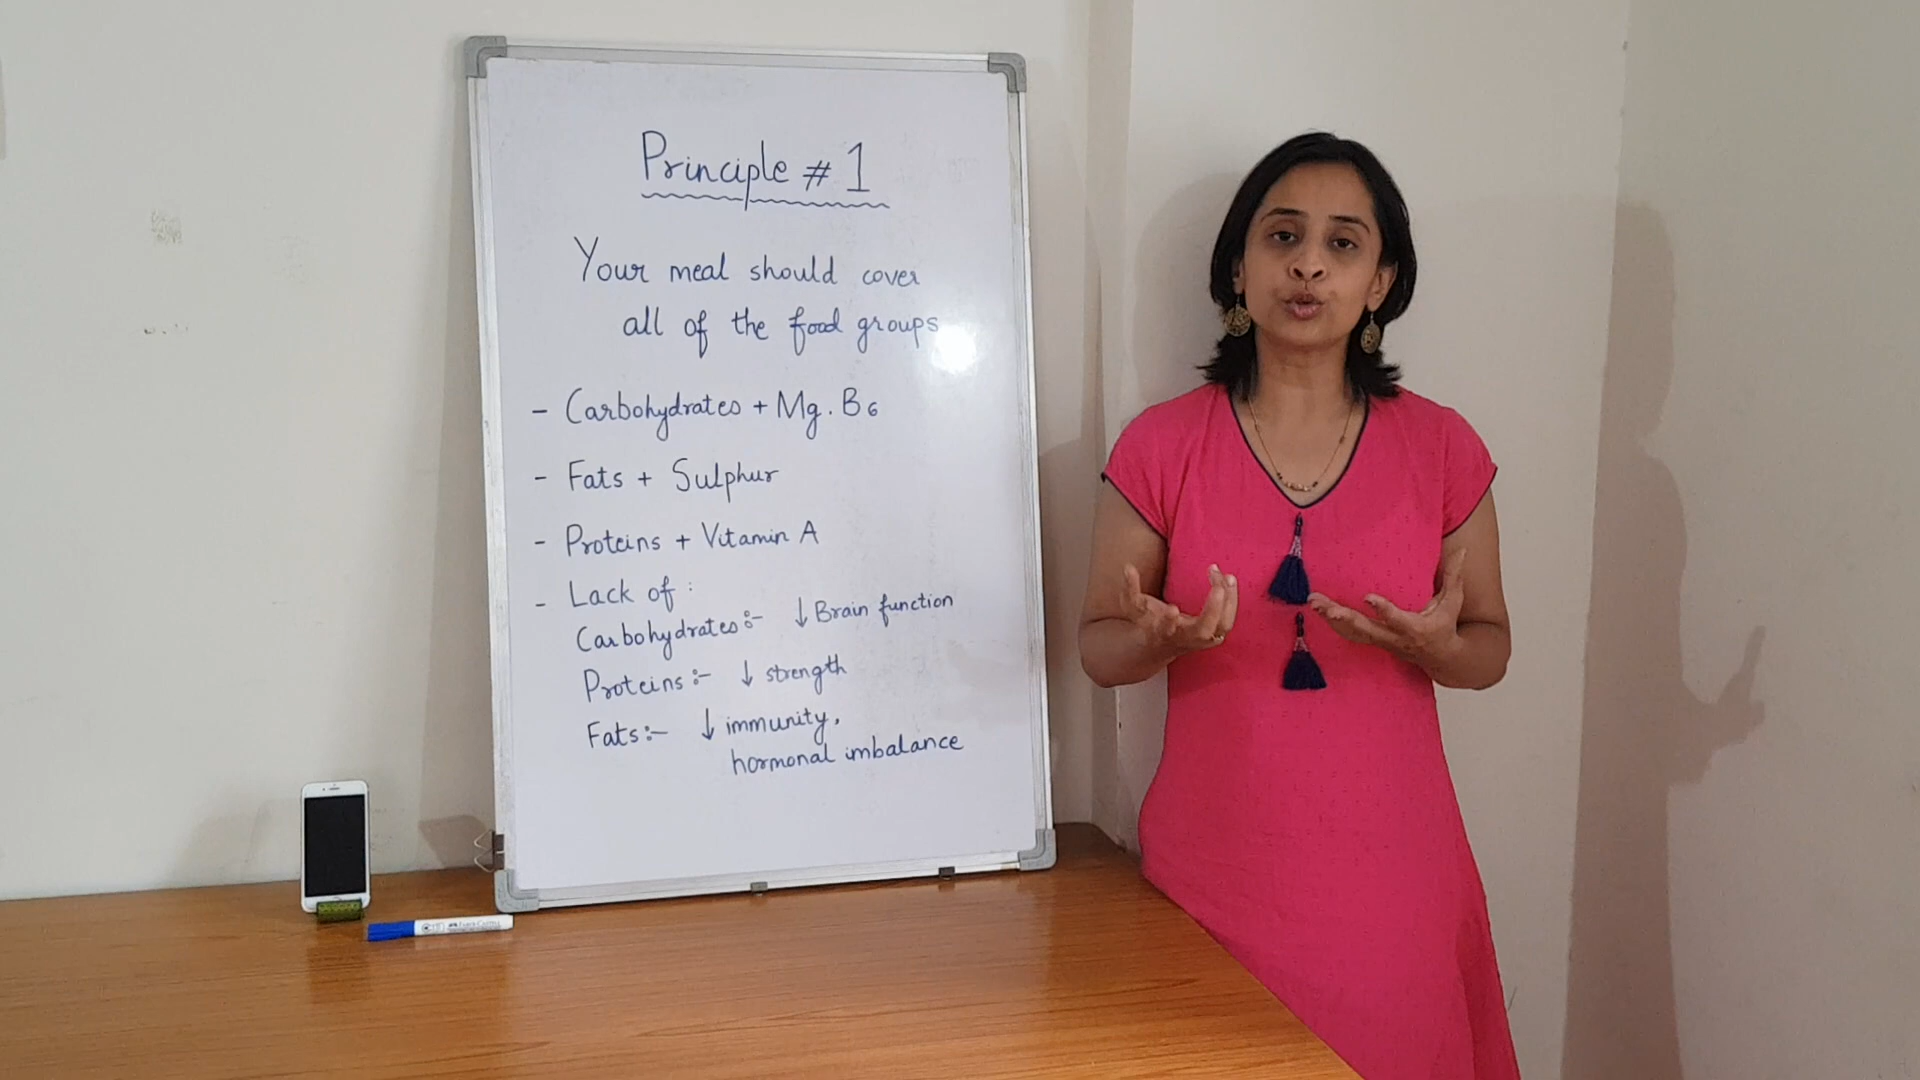 Principle # 1
Your meal should cover
all of the food groups
- Carbohydrates + Mg. B6
- Fats + Sulphur
- Proteins + Vitamin A
- Lack of :
Carbohydrates :- ↓ Brain function
Proteins :- ↓ strength
Fats :- ↓ immunity,
hormonal imbalance